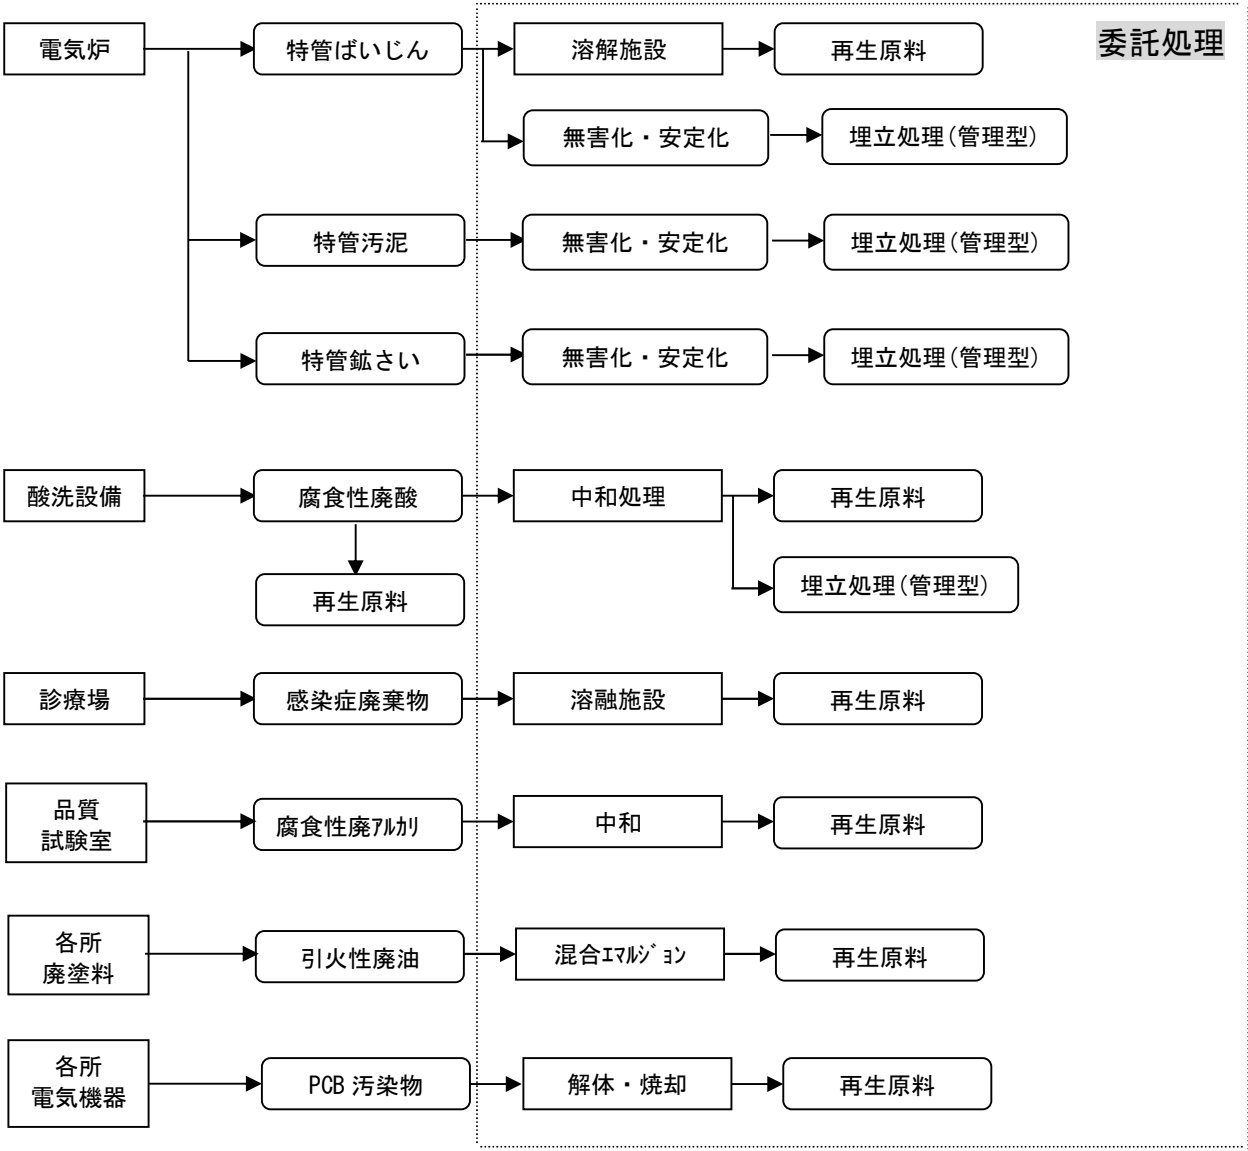 委託処理
電気炉
特管ばいじん
溶解施設
再生原料
無害化・安定化
埋立処理(管理型)
特管汚泥
無害化・安定化
埋立処理(管理型)
特管鉱さい
無害化・安定化
埋立処理(管理型)
酸洗設備
腐食性廃酸
中和処理
再生原料
埋立処理(管理型)
再生原料
診療場
感染症廃棄物
溶融施設
再生原料
品質
試験室
腐食性廃ｱﾙｶﾘ
中和
再生原料
各所
廃塗料
引火性廃油
混合ｴﾏﾙｼﾞｮﾝ
再生原料
各所
電気機器
PCB 汚染物
解体・焼却
再生原料